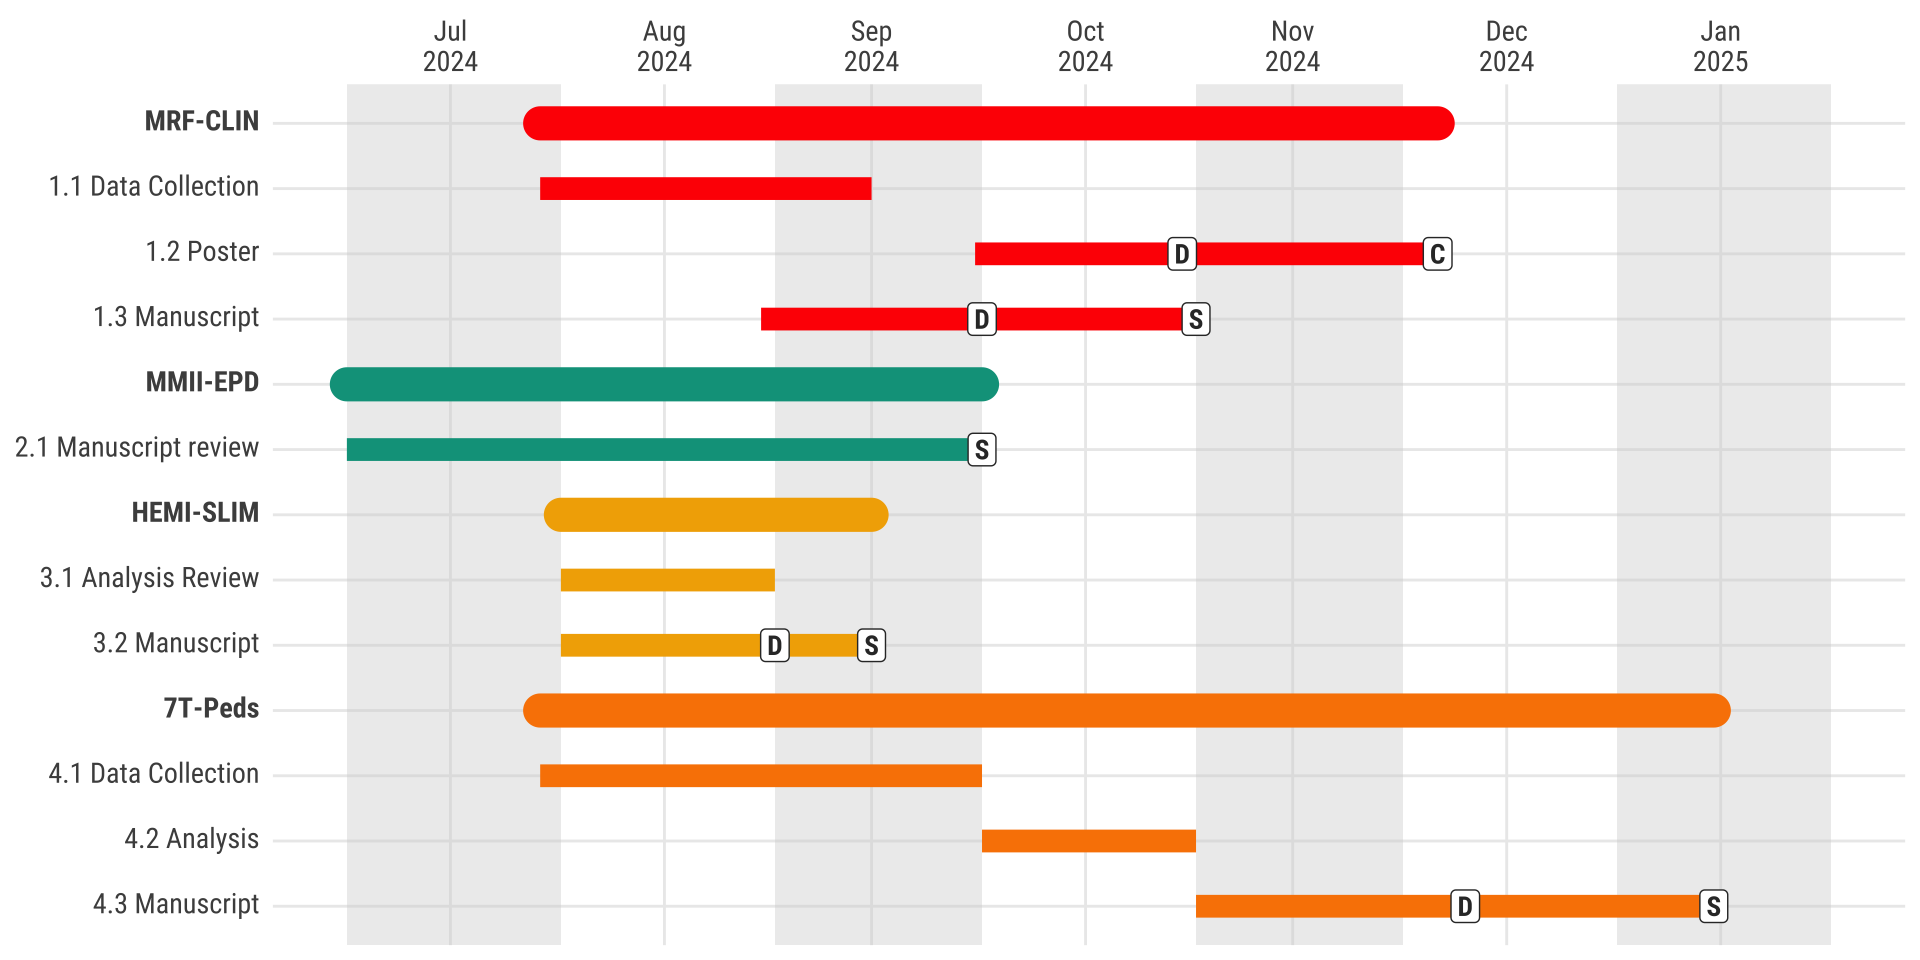 Jul Aug Sep Oct Nov Dec Jan
2024 2024 2024 2024 2024 2024 2025
MRF-CLIN
1.1 Data Collection
1.2 Poster D C
1.3 Manuscript D S
MMII-EPD
2.1 Manuscript review S
HEMI-SLIM
3.1 Analysis Review
3.2 Manuscript D S
7T-Peds
4.1 Data Collection
4.2 Analysis
4.3 Manuscript D S